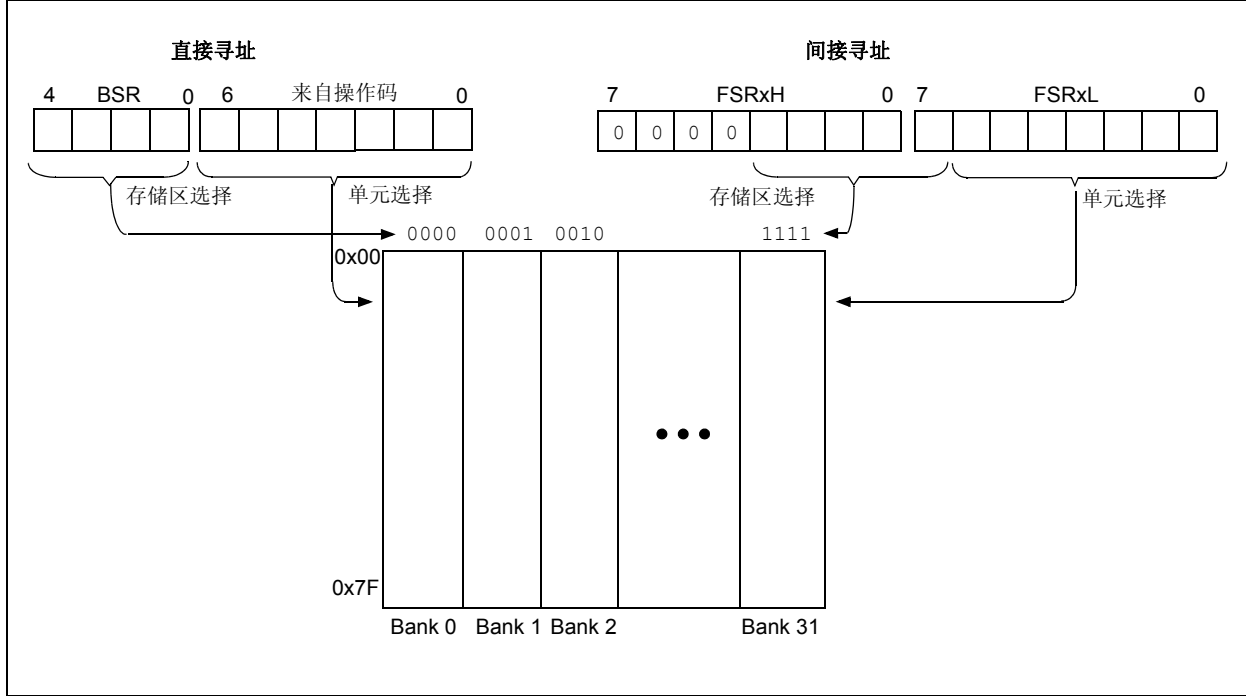 直接寻址 间接寻址
4 BSR 0 6 来自操作码 0 7 FSRxH 0 7 FSRxL 0
0 0 0 0
存储区选择 单元选择 存储区选择 单元选择
0000 0001 0010 1111
0x00
0x7F
Bank 0 Bank 1 Bank 2 Bank 31